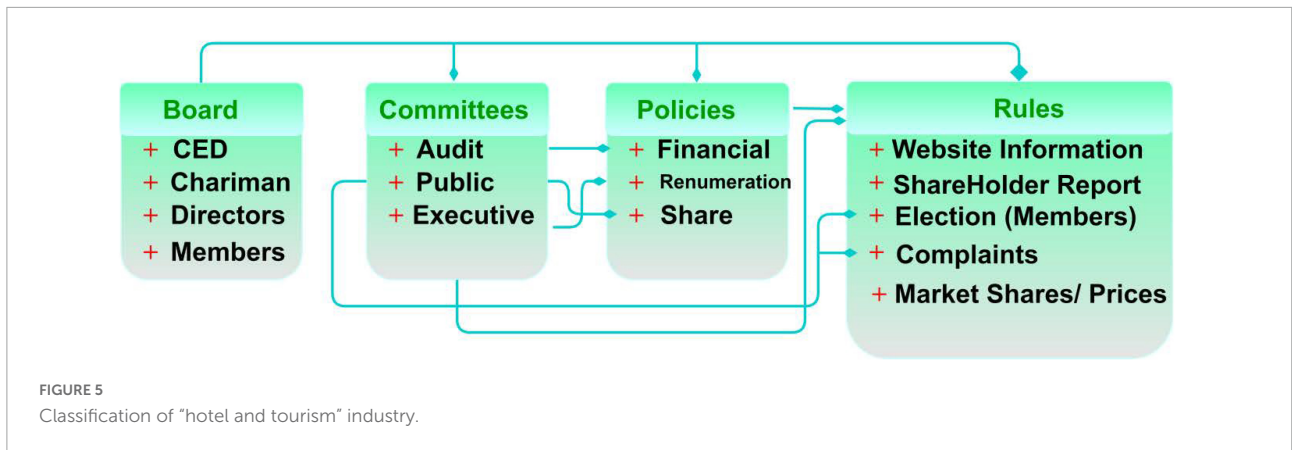 Board
+ CED
+ Chariman
+ Directors
+ Members
Committees
+ Audit
+ Public
+ Executive
Policies
+ Financial
+ Renumeration
+ Share
Rules
+ Website Information
+ ShareHolder Report
+ Election (Members)
+ Complaints
+ Market Shares/ Prices
FIGURE 5
Classification of “hotel and tourism” industry.